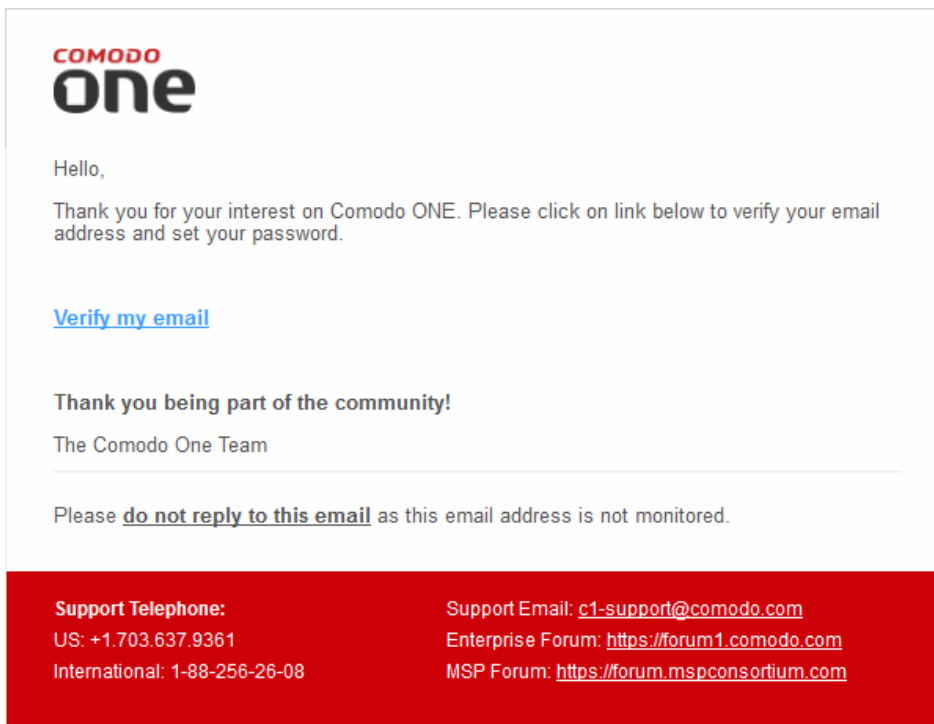 COMODO
one
Hello,
Thank you for your interest on Comodo ONE. Please click on link below to verify your email
address and set your password.
Verify my email
Thank you being part of the community!
The Comodo One Team
Please do not reply to this email as this email address is not monitored.
Support Telephone:
US: +1.703.637.9361
International: 1-88-256-26-08
Support Email: c1-support@comodo.com
Enterprise Forum: https://forum1.comodo.com
MSP Forum: https://forum.mspconsortium.com